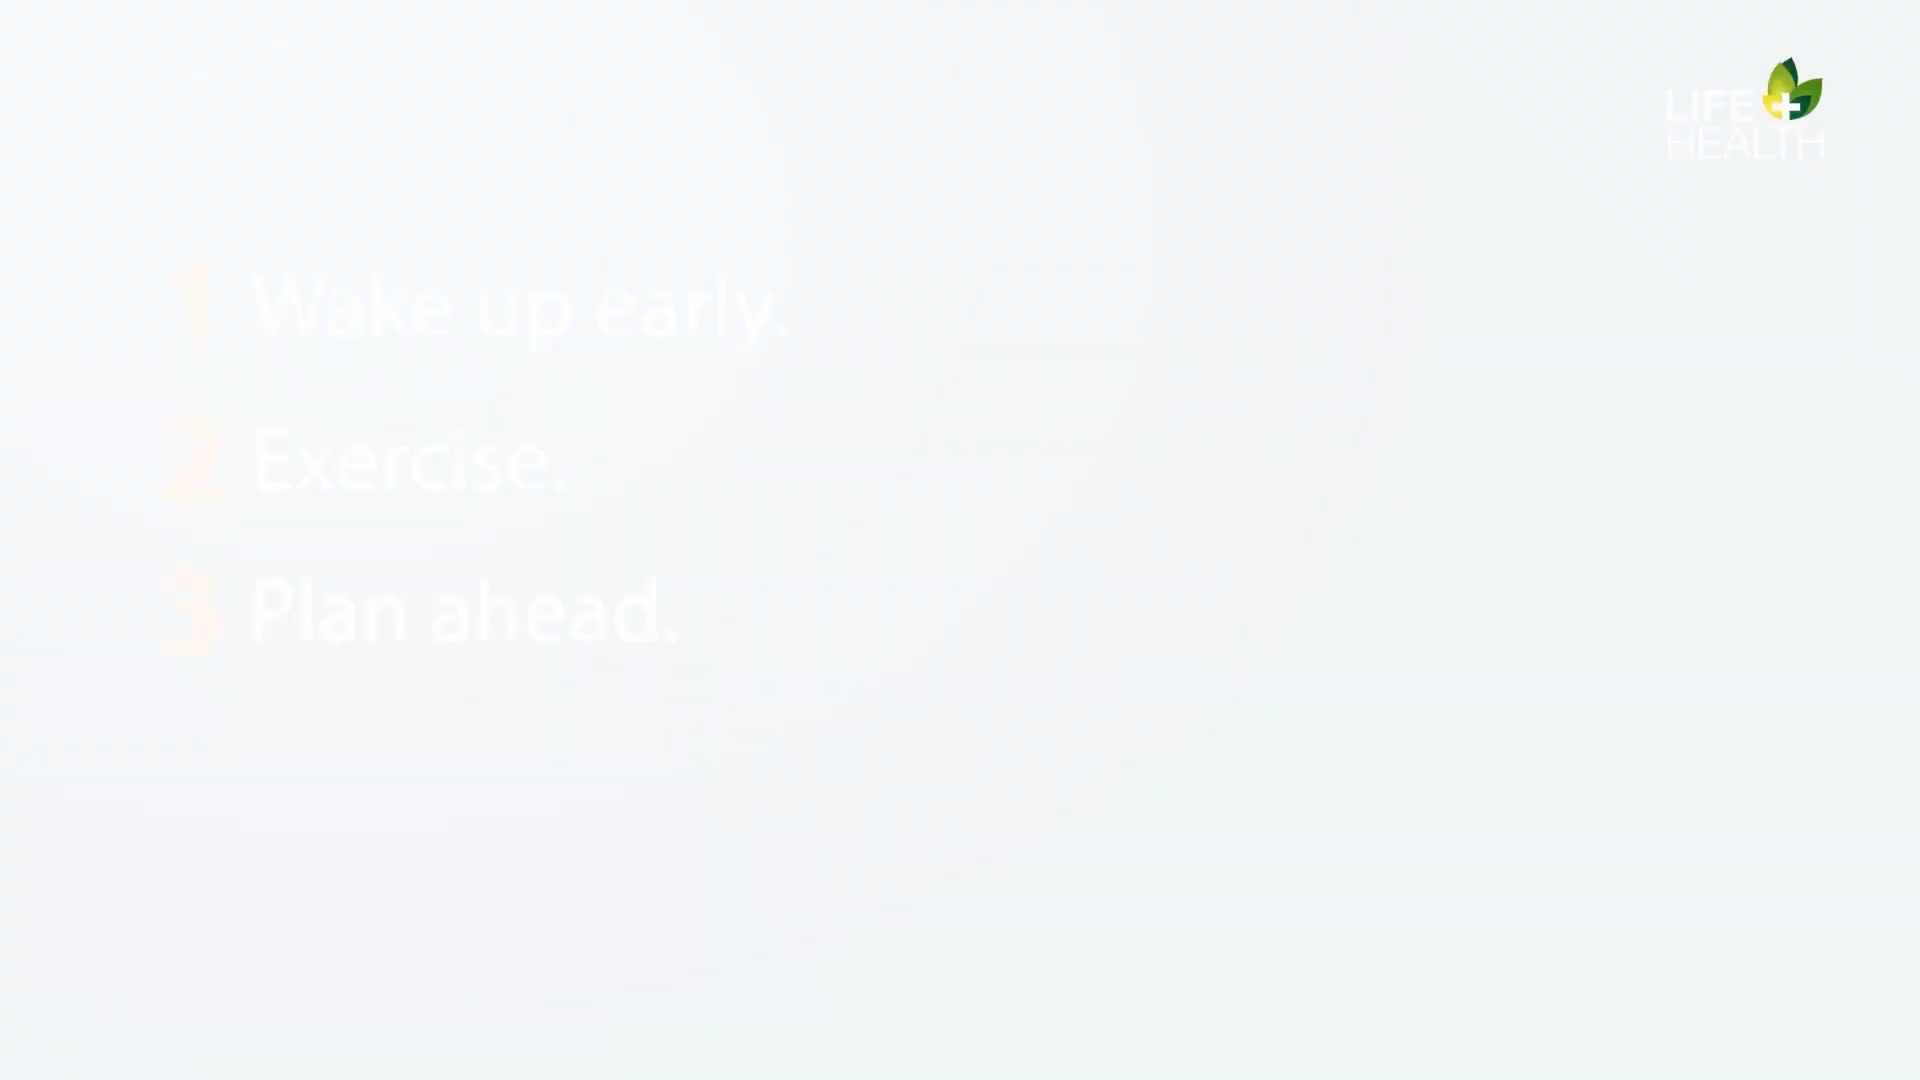 LIFE
HEALTH
1 Wake up early.
2 Exercise.
3 Plan ahead.